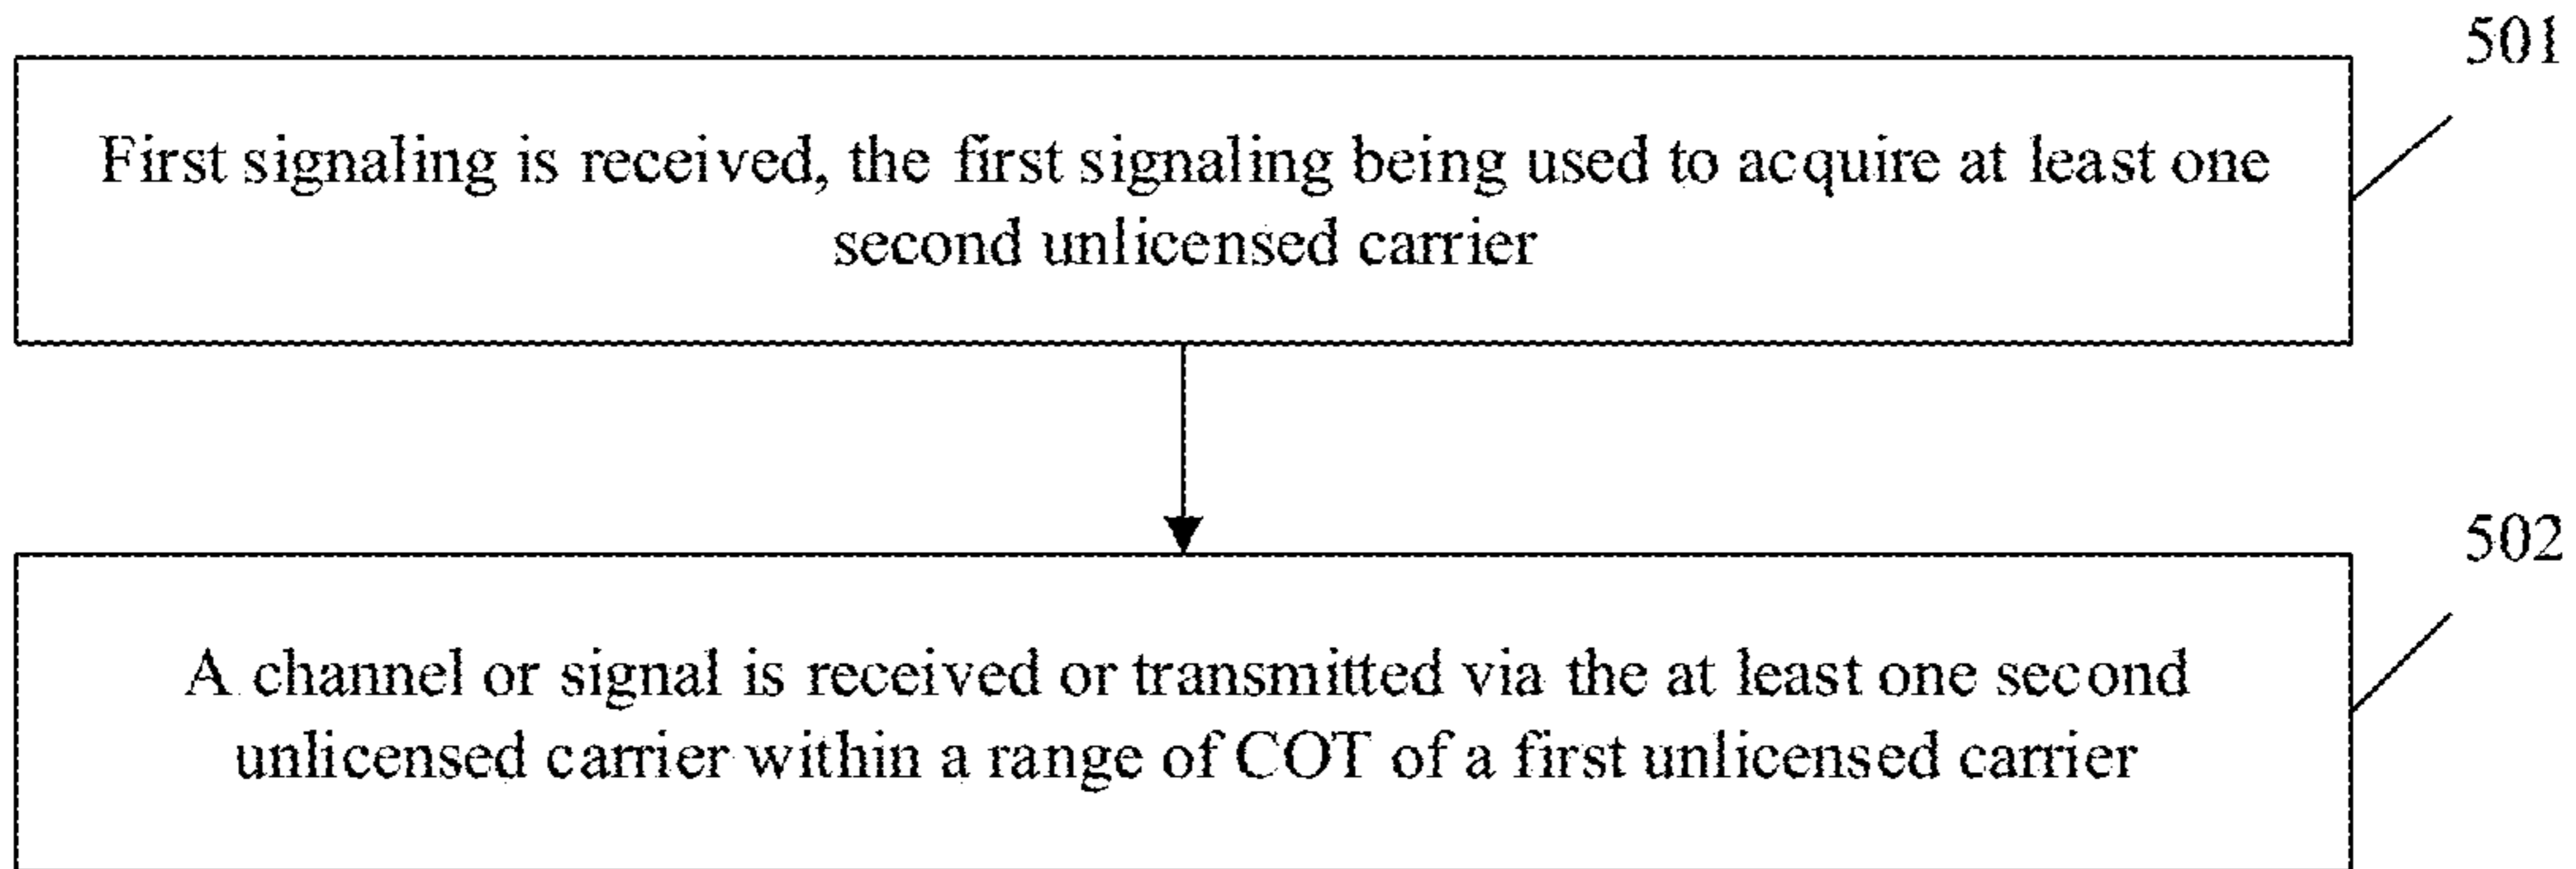 501
First signaling is received, the first signaling being used to acquire at least one
second unlicensed carrier
502
A channel or signal is received or transmitted via the at least one second
unlicensed carrier within a range of COT of a first unlicensed carrier